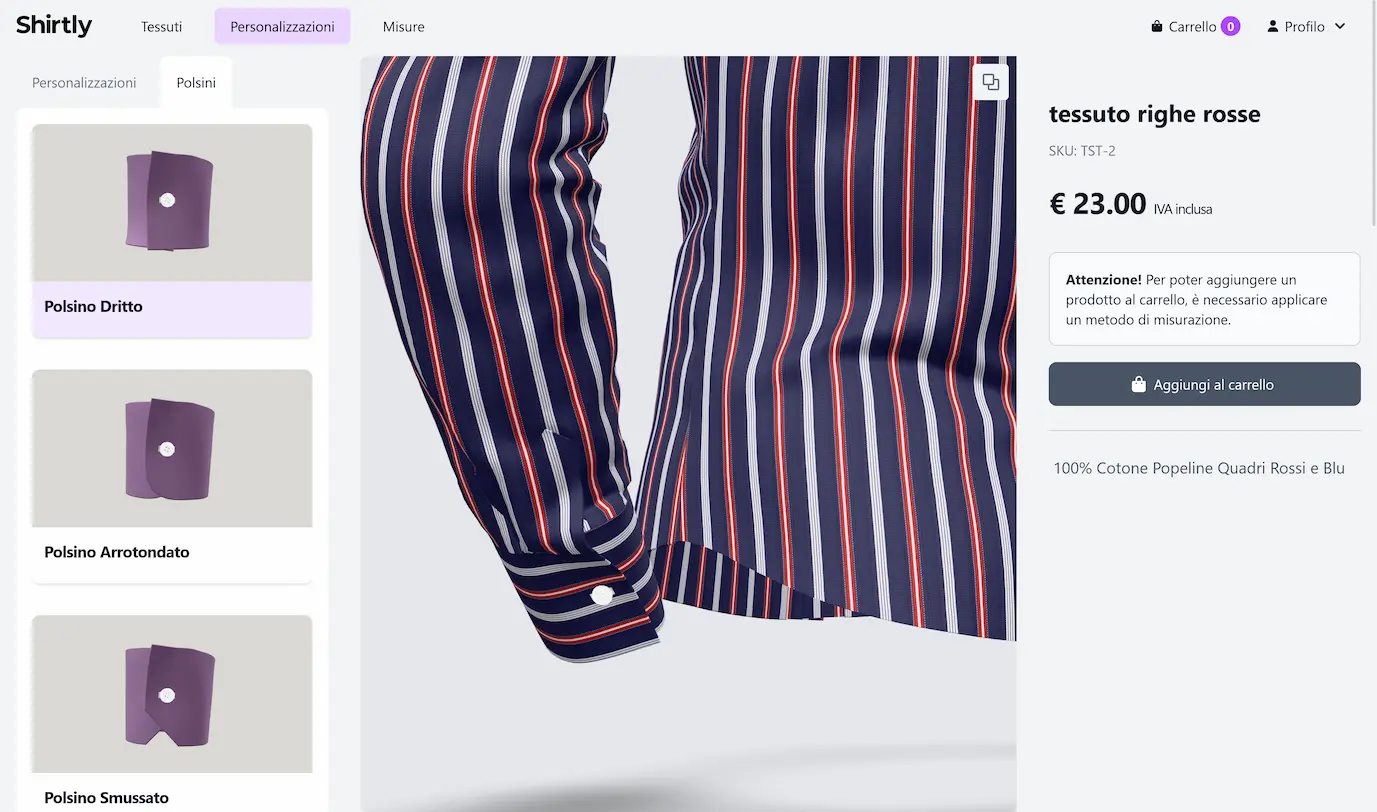 Shirtly
Tessuti
Personalizzazioni
Misure
Carrello 0
Profilo
Personalizzazioni
Polsini
Polsino Dritto
Polsino Arrotondato
Polsino Smussato
tessuto righe rosse
SKU: TST-2
€ 23.00 IVA inclusa
Attenzione! Per poter aggiungere un
prodotto al carrello, è necessario applicare
un metodo di misurazione.
Aggiungi al carrello
100% Cotone Popeline Quadri Rossi e Blu